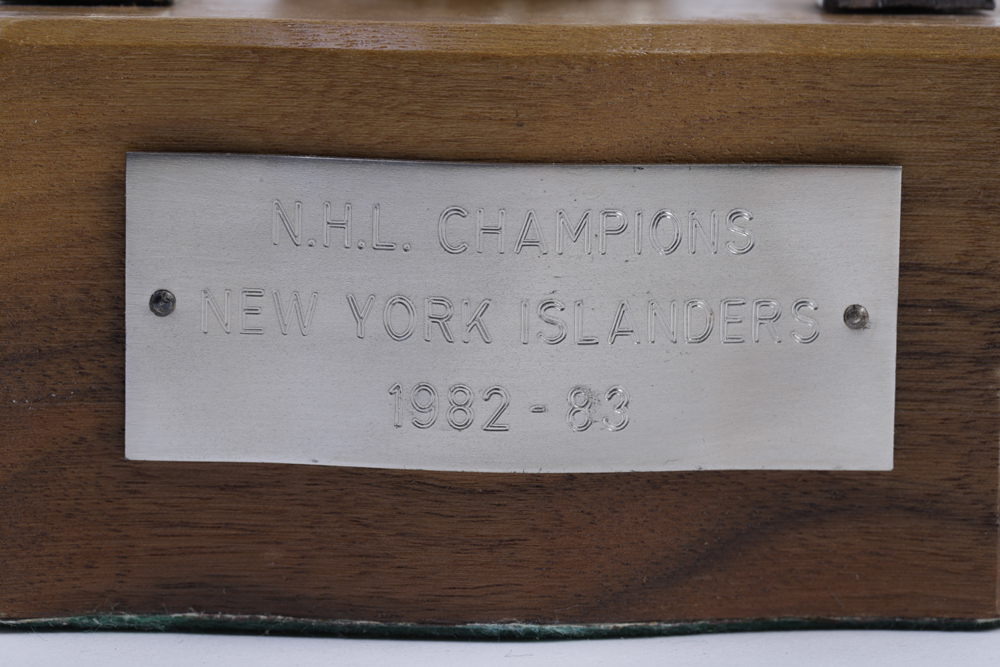 N.H.L. CHAMPIONS
NEW YORK ISLANDERS
1982 - 83